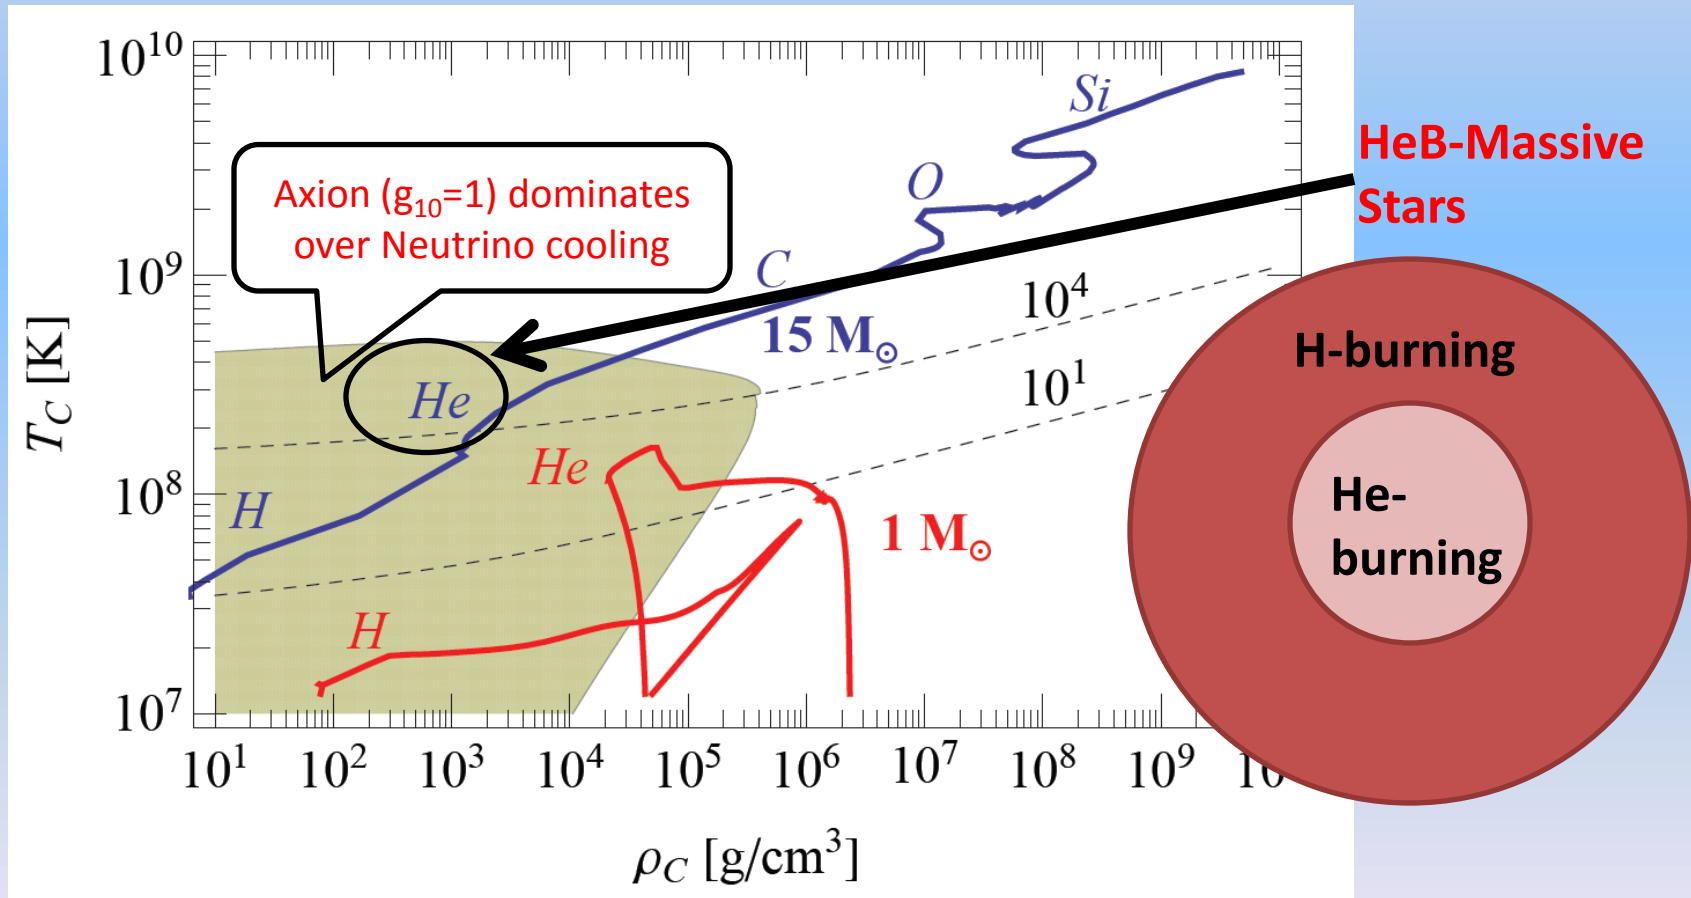 10¹⁰
Si
HeB-Massive
Stars
Axion (g₁₀=1) dominates
over Neutrino cooling
O
10⁹
C
10⁴
15 M☉
H-burning
10¹
T_C [K]
He
He
He-
burning
10⁸
H
1 M☉
H
10⁷
10¹ 10² 10³ 10⁴ 10⁵ 10⁶ 10⁷ 10⁸ 10⁹ 10
ρ_C [g/cm³]